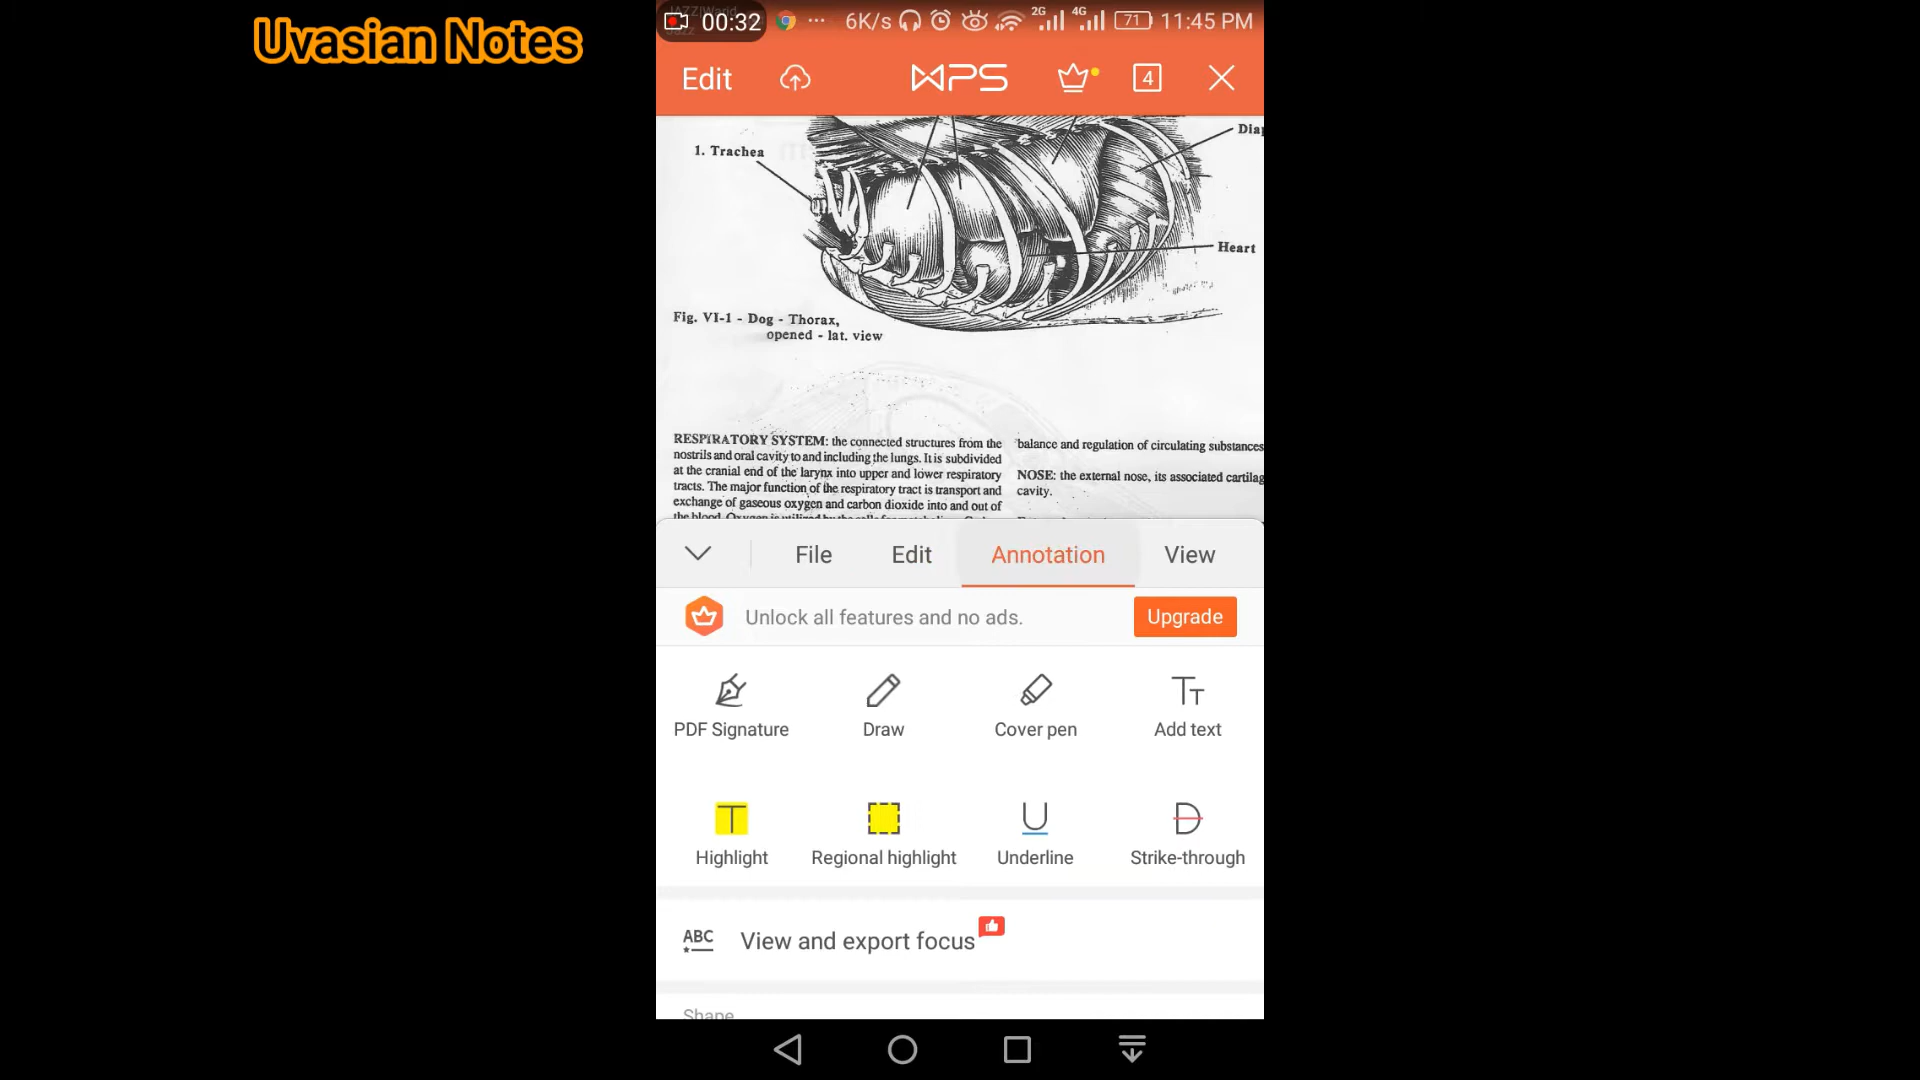 Uvasian Notes
00:32 ... 6K/s 2G 4G 71 11:45 PM
Edit WPS 4
Dia
1. Trachea
Heart
Fig. VI-1 - Dog - Thorax,
opened - lat. view
RESPIRATORY SYSTEM: the connected structures from the
nostrils and oral cavity to and including the lungs. It is subdivided
at the cranial end of the larynx into upper and lower respiratory
tracts. The major function of the respiratory tract is transport and
exchange of gaseous oxygen and carbon dioxide into and out of
balance and regulation of circulating substances
NOSE: the external nose, its associated cartilag
cavity.
File Edit Annotation View
Unlock all features and no ads. Upgrade
PDF Signature Draw Cover pen Add text
Highlight Regional highlight Underline Strike-through
ABC View and export focus
Shape